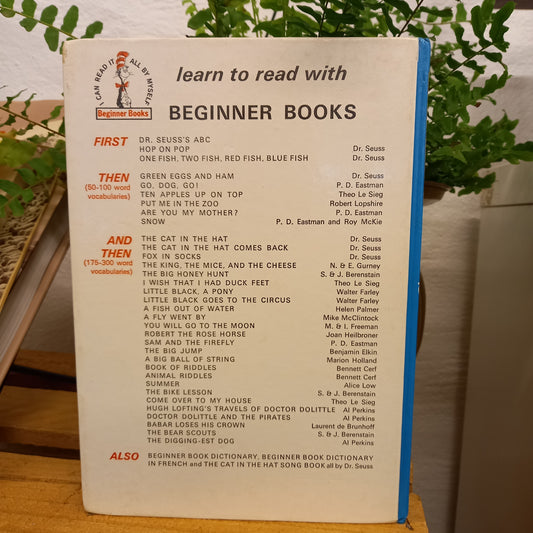 I CAN READ IT ALL BY MYSELF
Beginner Books
learn to read with
BEGINNER BOOKS
FIRST
DR. SEUSS'S ABC
HOP ON POP Dr. Seuss
ONE FISH, TWO FISH, RED FISH, BLUE FISH Dr. Seuss
THEN
(50-100 word
vocabularies)
GREEN EGGS AND HAM Dr. Seuss
GO, DOG, GO! P. D. Eastman
TEN APPLES UP ON TOP Theo Le Sieg
PUT ME IN THE ZOO Robert Lopshire
ARE YOU MY MOTHER? P. D. Eastman
SNOW P. D. Eastman and Roy McKie
AND
THEN
(175-300 word
vocabularies)
THE CAT IN THE HAT Dr. Seuss
THE CAT IN THE HAT COMES BACK Dr. Seuss
FOX IN SOCKS Dr. Seuss
THE KING, THE MICE, AND THE CHEESE N. & E. Gurney
THE BIG HONEY HUNT S. & J. Berenstain
I WISH THAT I HAD DUCK FEET Theo Le Sieg
LITTLE BLACK, A PONY Walter Farley
LITTLE BLACK GOES TO THE CIRCUS Walter Farley
A FISH OUT OF WATER Helen Palmer
A FLY WENT BY Mike McClintock
YOU WILL GO TO THE MOON M. & I. Freeman
ROBERT THE ROSE HORSE Joan Heilbroner
SAM AND THE FIREFLY P. D. Eastman
THE BIG JUMP Benjamin Elkin
A BIG BALL OF STRING Marion Holland
BOOK OF RIDDLES Bennett Cerf
ANIMAL RIDDLES Bennett Cerf
SUMMER Alice Low
THE BIKE LESSON S. & J. Berenstain
COME OVER TO MY HOUSE Theo Le Sieg
HUGH LOFTING'S TRAVELS OF DOCTOR DOLITTLE Al Perkins
DOCTOR DOLITTLE AND THE PIRATES Al Perkins
BABAR LOSES HIS CROWN Laurent de Brunhoff
THE BEAR SCOUTS S. & J. Berenstain
THE DIGGING-EST DOG Al Perkins
ALSO
BEGINNER BOOK DICTIONARY, BEGINNER BOOK DICTIONARY
IN FRENCH and THE CAT IN THE HAT SONG BOOK all by Dr. Seuss